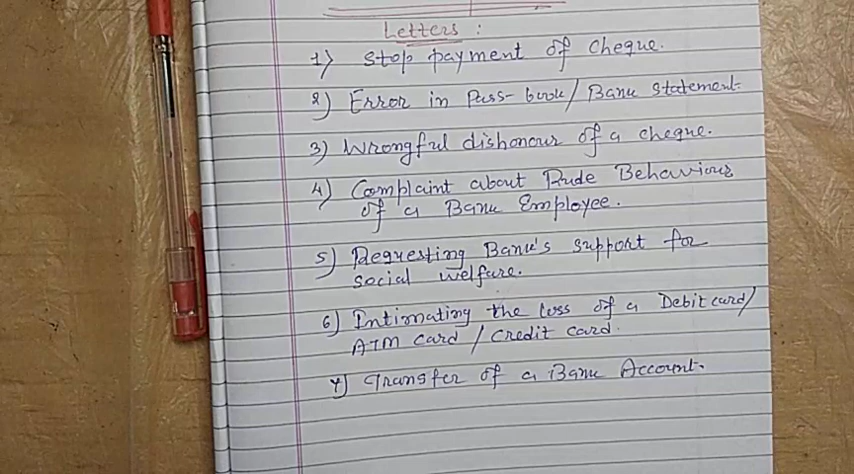 Letters :
1) Stop payment of cheque.
2) Error in Pass-book/Bank statement.
3) Wrongful dishonour of a cheque.
4) Complaint about Rude Behaviour
of a Bank Employee.
5) Requesting Bank's support for
social welfare.
6) Intimating the loss of a Debit card/
ATM card / Credit card.
7) Transfer of a Bank Account.